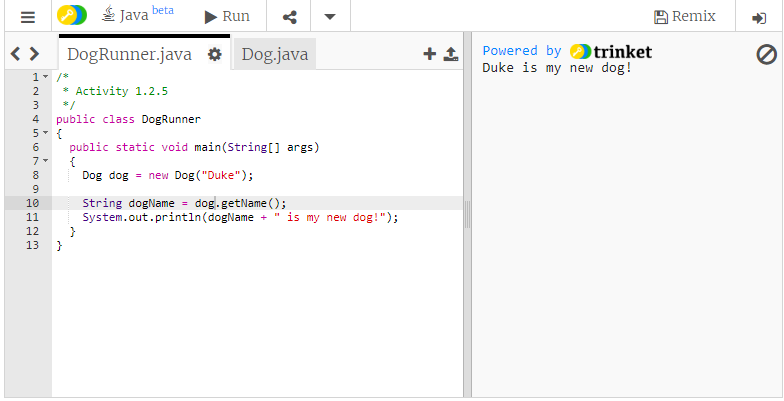 Java beta Run Remix
DogRunner.java Dog.java
1 /*
2  * Activity 1.2.5
3  */
4 public class DogRunner
5 {
6   public static void main(String[] args)
7   {
8     Dog dog = new Dog("Duke");
9
10     String dogName = dog.getName();
11     System.out.println(dogName + " is my new dog!");
12   }
13 }
Powered by trinket
Duke is my new dog!